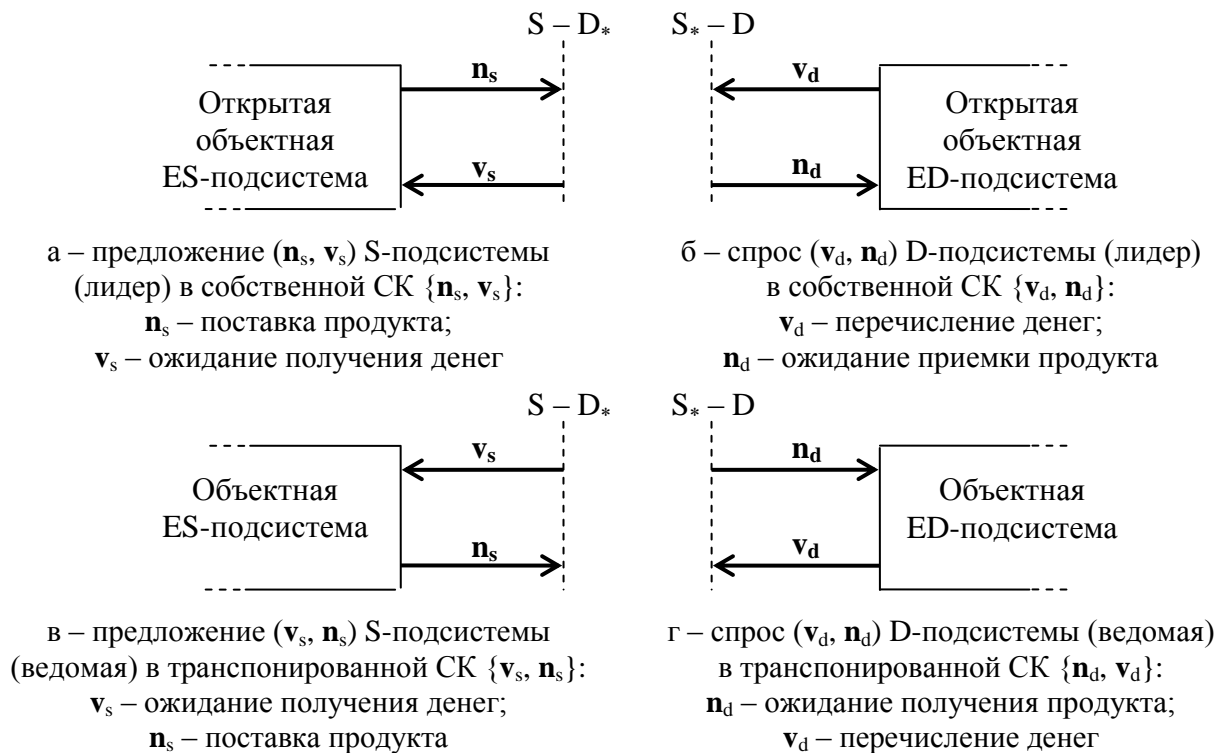 S – D*
S* – D
n_s
v_d
Открытая
объектная
ES-подсистема
Открытая
объектная
ED-подсистема
v_s
n_d
а – предложение (n_s, v_s) S-подсистемы
(лидер) в собственной СК {n_s, v_s}:
n_s – поставка продукта;
v_s – ожидание получения денег
б – спрос (v_d, n_d) D-подсистемы (лидер)
в собственной СК {v_d, n_d}:
v_d – перечисление денег;
n_d – ожидание приемки продукта
S – D*
S* – D
v_s
n_d
Объектная
ES-подсистема
Объектная
ED-подсистема
n_s
v_d
в – предложение (v_s, n_s) S-подсистемы
(ведомая) в транспонированной СК {v_s, n_s}:
v_s – ожидание получения денег;
n_s – поставка продукта
г – спрос (v_d, n_d) D-подсистемы (ведомая)
в транспонированной СК {n_d, v_d}:
n_d – ожидание получения продукта;
v_d – перечисление денег